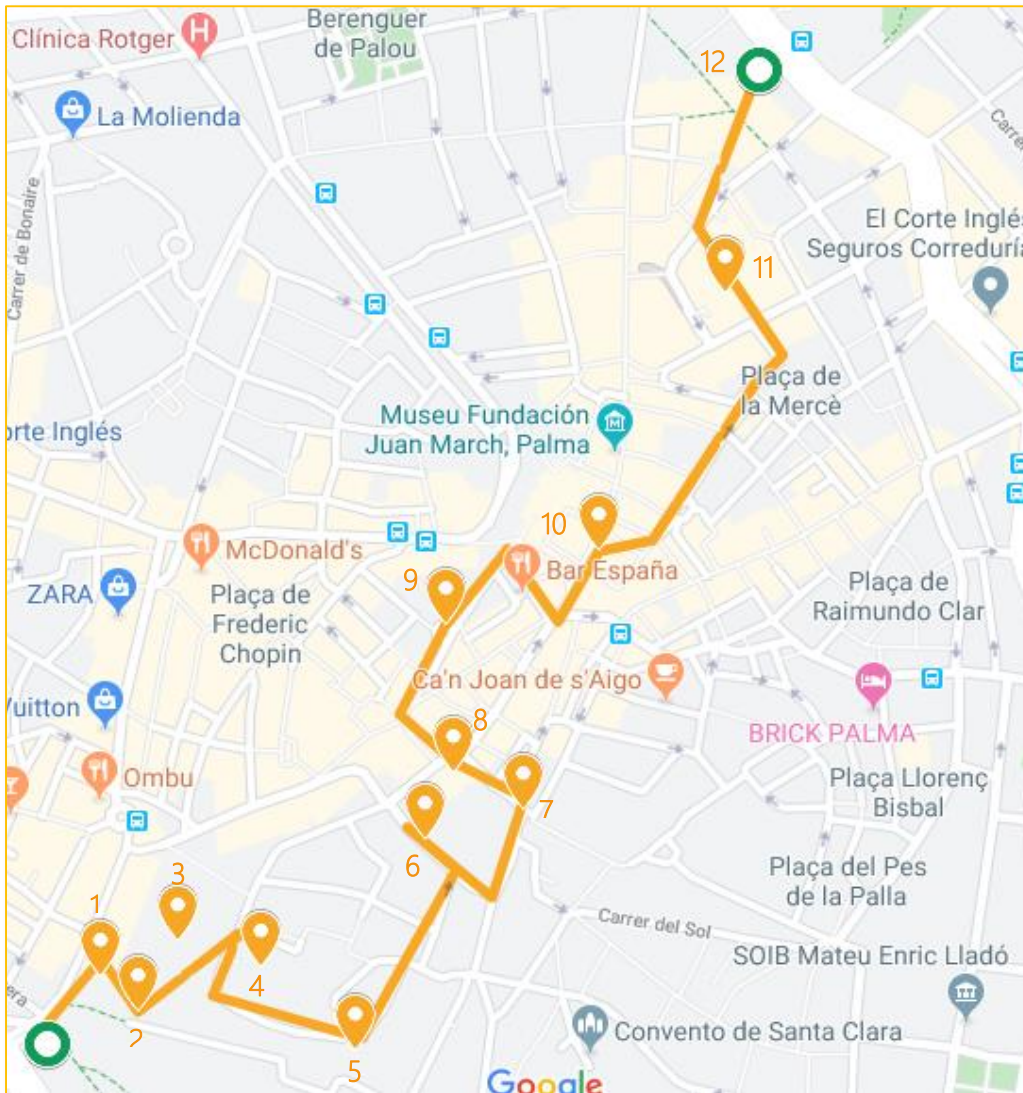 Berenguer
de Palou
Clínica Rotger
12
La Molienda
Carrer
Carrer de Bonaire
El Corte Inglés
Seguros Correduría
11
Plaça de
la Mercè
Museu Fundación
Juan March, Palma
orte Inglés
10
McDonald's
Bar España
9
ZARA
Plaça de
Frederic
Chopin
Plaça de
Raimundo Clar
Ca'n Joan de s'Aigo
Vuitton
8
BRICK PALMA
Ombu
Plaça Llorenç
Bisbal
7
6
3
Plaça del Pes
de la Palla
1
Carrer del Sol
SOIB Mateu Enric Lladó
4
era
2
Convento de Santa Clara
5
Google